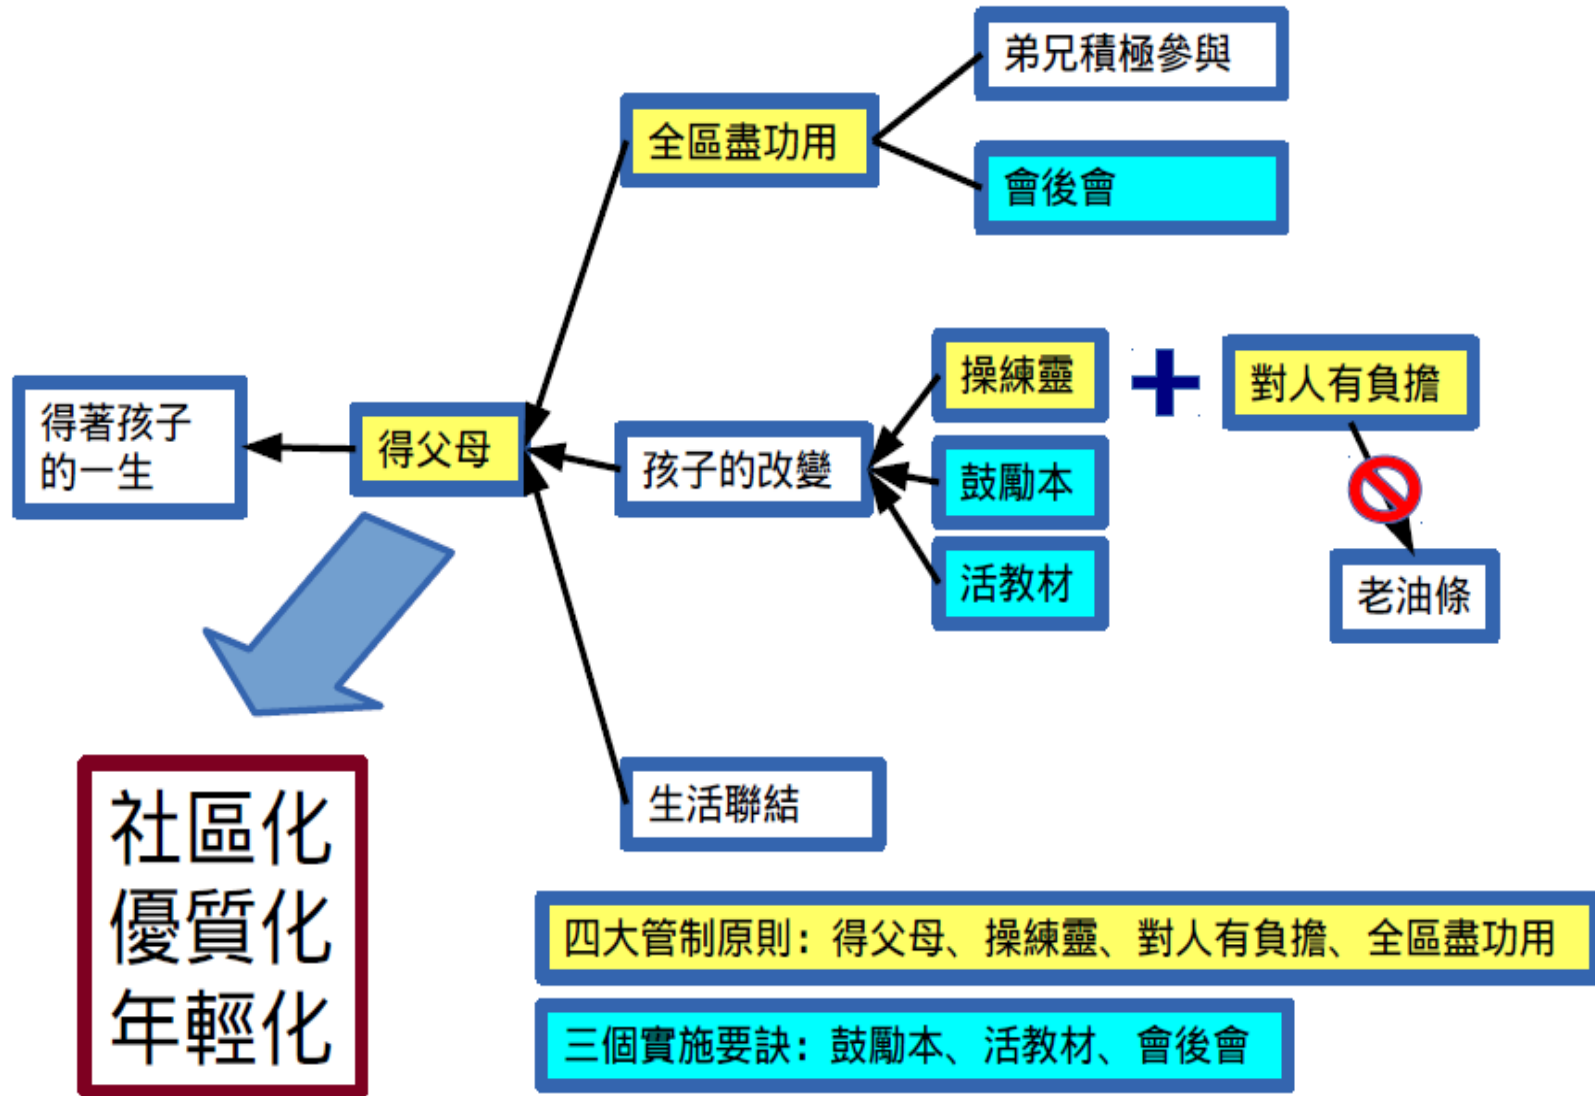 弟兄積極參與
全區盡功用
會後會
操練靈
對人有負擔
得著孩子
的一生
得父母
孩子的改變
鼓勵本
活教材
老油條
生活聯結
社區化
優質化
年輕化
四大管制原則：得父母、操練靈、對人有負擔、全區盡功用
三個實施要訣：鼓勵本、活教材、會後會